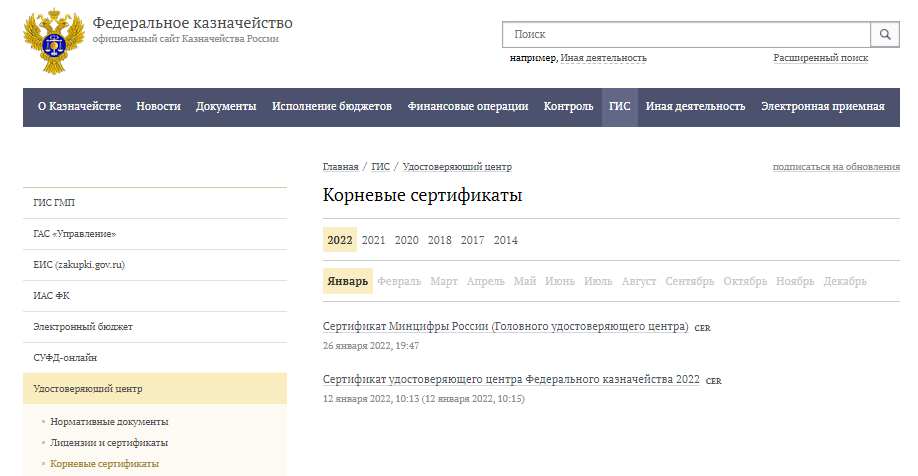 Федеральное казначейство
официальный сайт Казначейства России
Поиск
например, Иная деятельность
Расширенный поиск
О Казначействе Новости Документы Исполнение бюджетов Финансовые операции Контроль ГИС Иная деятельность Электронная приемная
Главная / ГИС / Удостоверяющий центр
подписаться на обновления
Корневые сертификаты
ГИС ГМП
ГАС «Управление»
ЕИС (zakupki.gov.ru)
ИАС ФК
Электронный бюджет
СУФД-онлайн
Удостоверяющий центр
Нормативные документы
Лицензии и сертификаты
Корневые сертификаты
2022 2021 2020 2018 2017 2014
Январь Февраль Март Апрель Май Июнь Июль Август Сентябрь Октябрь Ноябрь Декабрь
Сертификат Минцифры России (Головного удостоверяющего центра) CER
26 января 2022, 19:47
Сертификат удостоверяющего центра Федерального казначейства 2022 CER
12 января 2022, 10:13 (12 января 2022, 10:15)